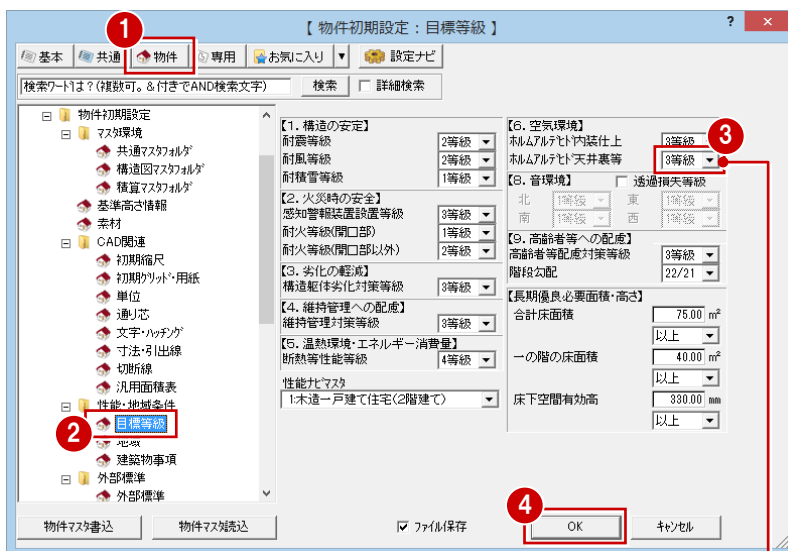 【 物件初期設定：目標等級 】
? ×
1
基本 共通 物件 専用 お気に入り ▼ 設定ナビ
検索ﾜｰﾄﾞは？(複数可。＆付きでAND検索文字) 検索 詳細検索
物件初期設定
ﾏｽﾀ環境
共通ﾏｽﾀﾌｫﾙﾀﾞ
構造図ﾏｽﾀﾌｫﾙﾀﾞ
積算ﾏｽﾀﾌｫﾙﾀﾞ
基準高さ情報
素材
CAD関連
初期縮尺
初期ｸﾞﾘｯﾄﾞ・用紙
単位
通り芯
文字・ﾊｯﾁﾝｸﾞ
寸法・引出線
切断線
汎用面積表
性能・地域条件
2
目標等級
地域
建築物事項
外部標準
外部標準
【1. 構造の安定】
耐震等級 2等級
耐風等級 2等級
耐積雪等級 1等級
【2. 火災時の安全】
感知警報装置設置等級 3等級
耐火等級(開口部) 1等級
耐火等級(開口部以外) 2等級
【3. 劣化の軽減】
構造躯体劣化対策等級 3等級
【4. 維持管理への配慮】
維持管理対策等級 3等級
【5. 温熱環境・エネルギー消費量】
断熱等性能等級 4等級
性能ﾅﾋﾞﾏｽﾀ
1:木造一戸建て住宅(2階建て)
【6. 空気環境】
ﾎﾙﾑｱﾙﾃﾞﾋﾄﾞ内装仕上 3等級
3
ﾎﾙﾑｱﾙﾃﾞﾋﾄﾞ天井裏等 3等級
【8. 音環境】 透過損失等級
北 1等級 東 1等級
南 1等級 西 1等級
【9. 高齢者等への配慮】
高齢者等配慮対策等級 3等級
階段勾配 22/21
【長期優良必要面積・高さ】
合計床面積 75.00 m²
以上
一の階の床面積 40.00 m²
以上
床下空間有効高 330.00 mm
以上
4
物件ﾏｽﾀ書込 物件ﾏｽﾀ読込 ﾌｧｲﾙ保存 OK ｷｬﾝｾﾙ